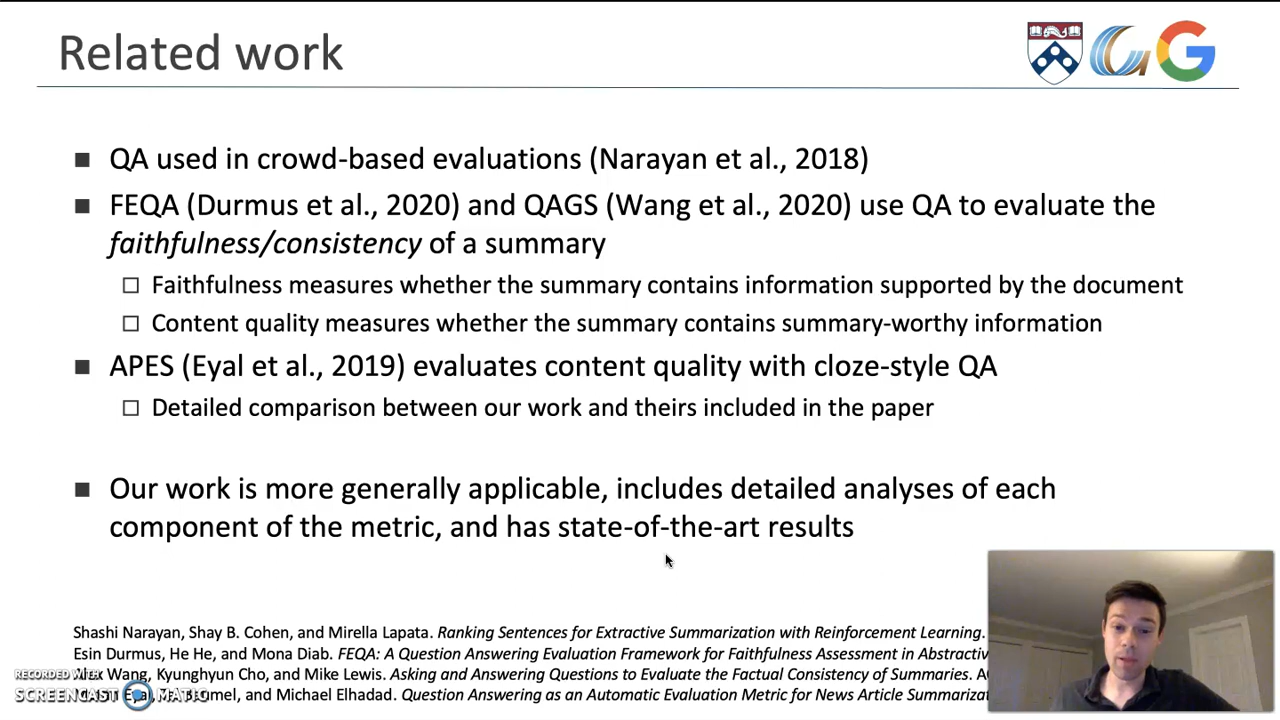 Related work
QA used in crowd-based evaluations (Narayan et al., 2018)
FEQA (Durmus et al., 2020) and QAGS (Wang et al., 2020) use QA to evaluate the
faithfulness/consistency of a summary
Faithfulness measures whether the summary contains information supported by the document
Content quality measures whether the summary contains summary-worthy information
APES (Eyal et al., 2019) evaluates content quality with cloze-style QA
Detailed comparison between our work and theirs included in the paper
Our work is more generally applicable, includes detailed analyses of each
component of the metric, and has state-of-the-art results
Shashi Narayan, Shay B. Cohen, and Mirella Lapata. Ranking Sentences for Extractive Summarization with Reinforcement Learning.
Esin Durmus, He He, and Mona Diab. FEQA: A Question Answering Evaluation Framework for Faithfulness Assessment in Abstractiv
Wang, Kyunghyun Cho, and Mike Lewis. Asking and Answering Questions to Evaluate the Factual Consistency of Summaries.
and Michael Elhadad. Question Answering as an Automatic Evaluation Metric for News Article Summarizat
RECORDED WITH
SCREENCAST MATIC